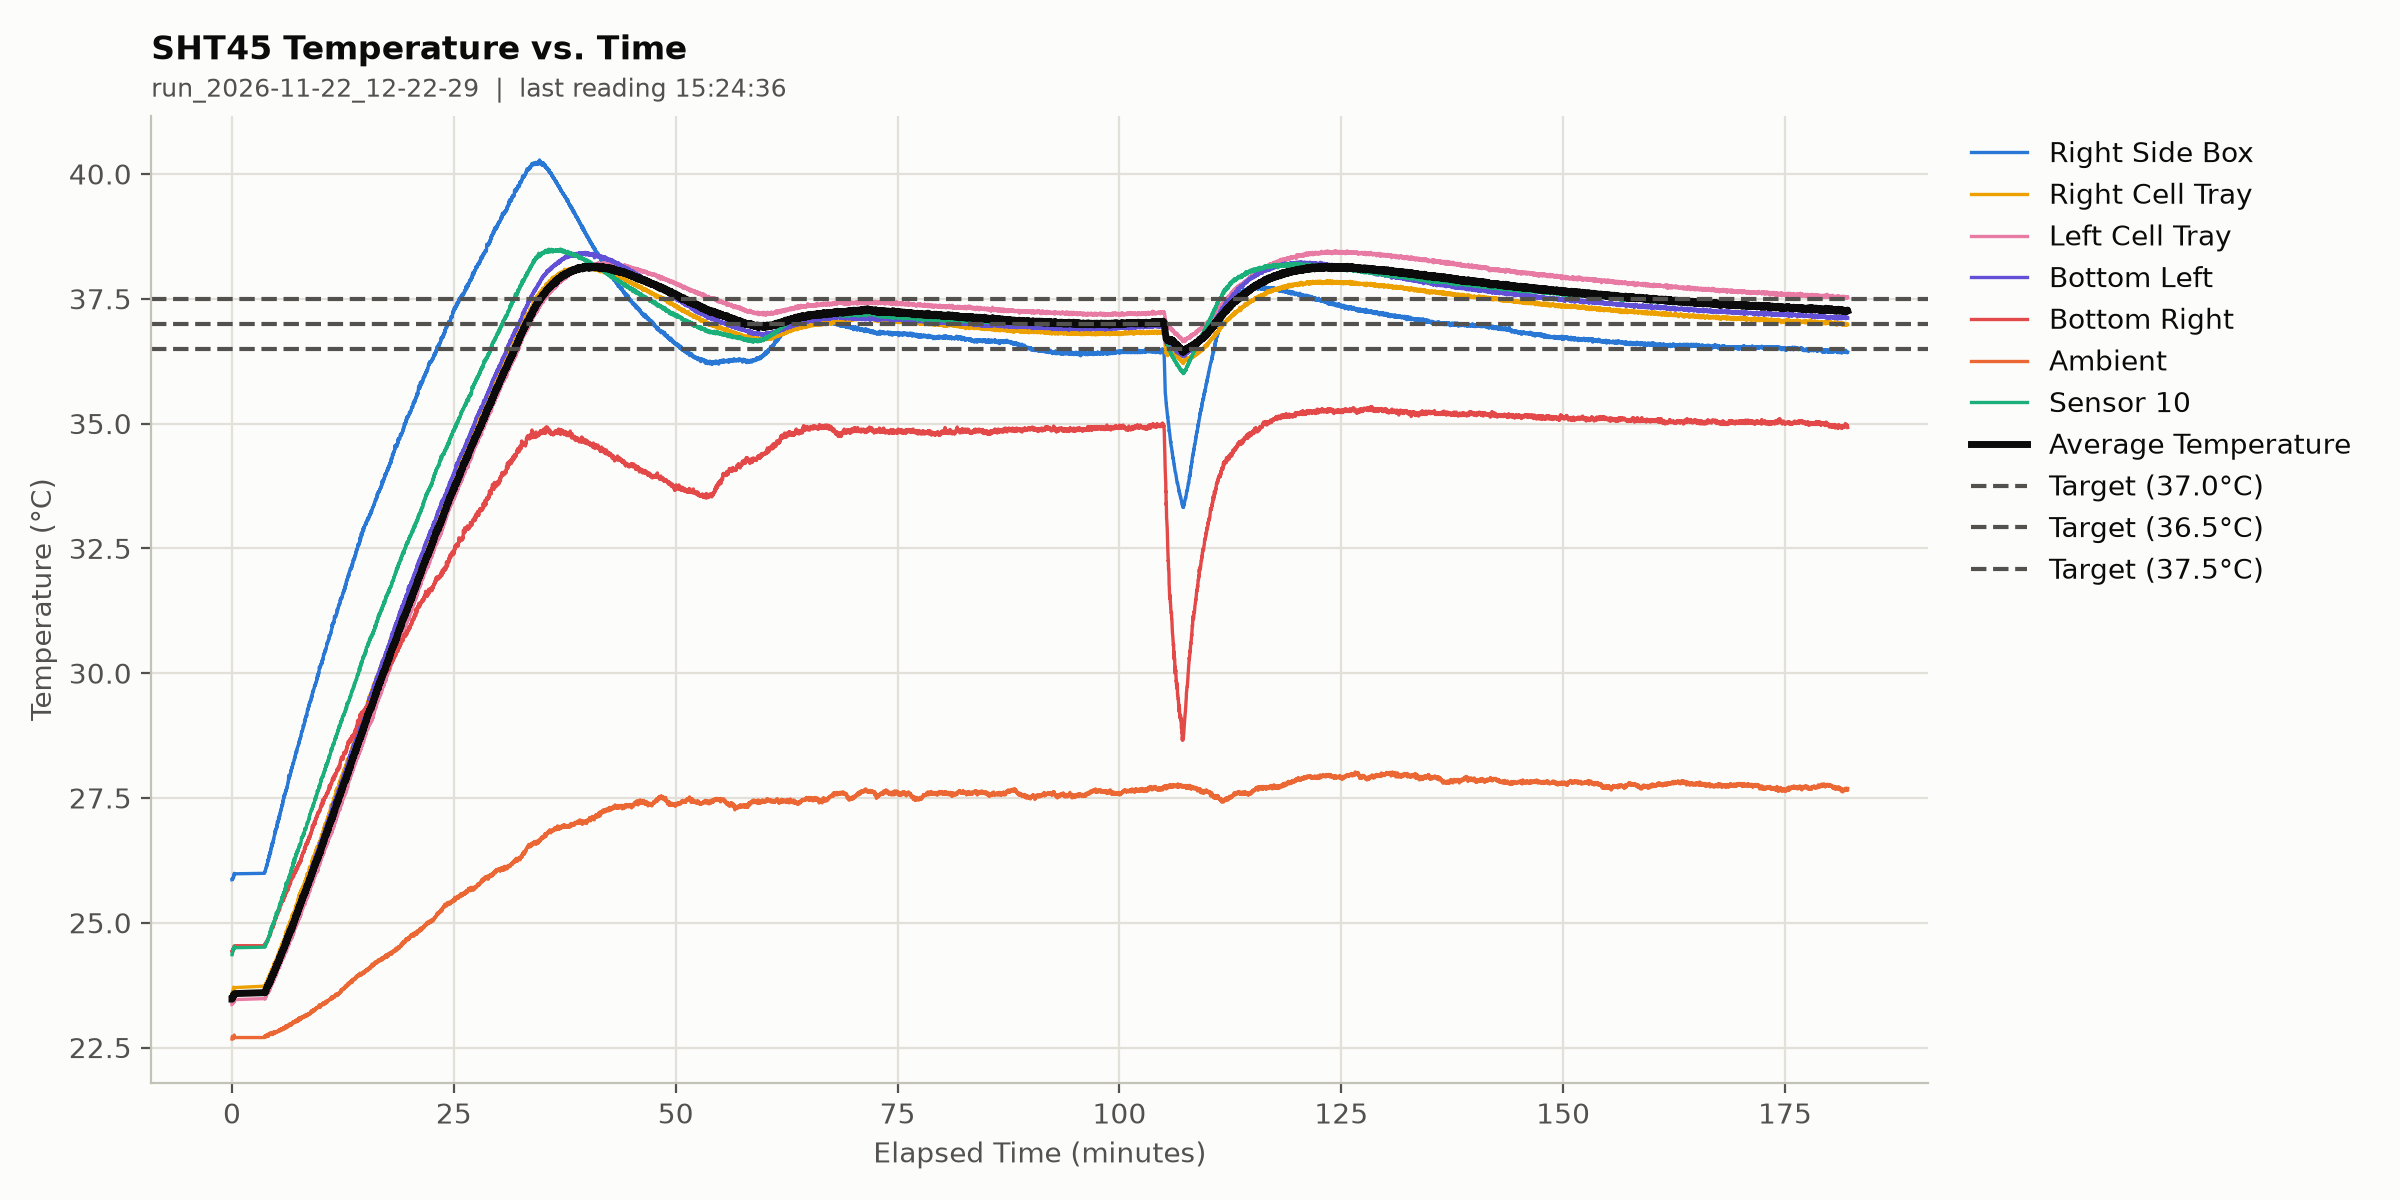 SHT45 Temperature vs. Time
run_2026-11-22_12-22-29  |  last reading 15:24:36
Temperature (°C)
40.0
37.5
35.0
32.5
30.0
27.5
25.0
22.5
0 25 50 75 100 125 150 175
Elapsed Time (minutes)
Right Side Box
Right Cell Tray
Left Cell Tray
Bottom Left
Bottom Right
Ambient
Sensor 10
Average Temperature
Target (37.0°C)
Target (36.5°C)
Target (37.5°C)